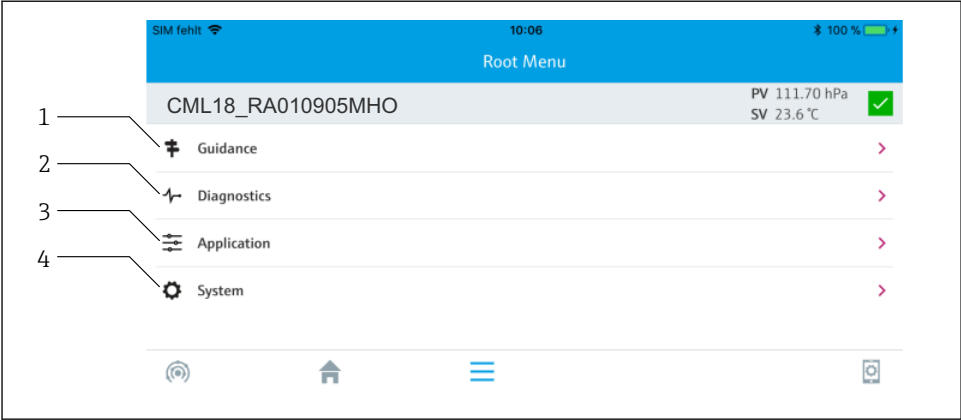 SIM fehlt 10:06 100 %
Root Menu
CML18_RA010905MHO
PV 111.70 hPa
SV 23.6 °C
1
Guidance
2
Diagnostics
3
Application
4
System